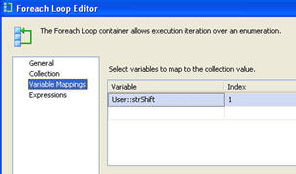 Foreach Loop Editor
The Foreach Loop container allows execution iteration over an enumeration.
General
Collection
Variable Mappings
Expressions
Select variables to map to the collection value.
Variable Index
User::strShift 1